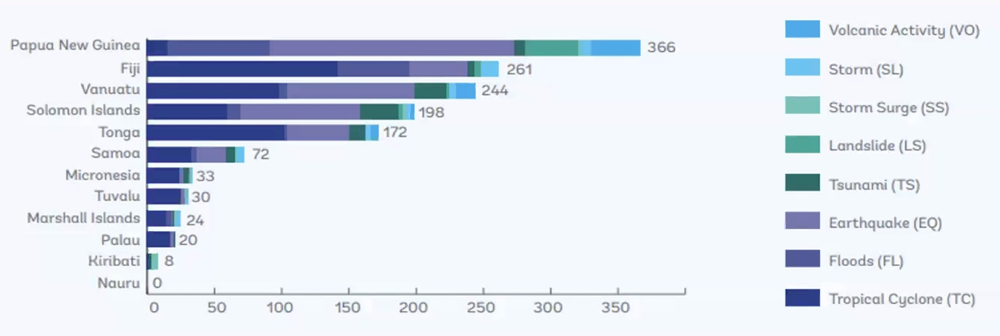 Papua New Guinea 366
Fiji 261
Vanuatu 244
Solomon Islands 198
Tonga 172
Samoa 72
Micronesia 33
Tuvalu 30
Marshall Islands 24
Palau 20
Kiribati 8
Nauru 0
0 50 100 150 200 250 300 350
Volcanic Activity (VO)
Storm (SL)
Storm Surge (SS)
Landslide (LS)
Tsunami (TS)
Earthquake (EQ)
Floods (FL)
Tropical Cyclone (TC)